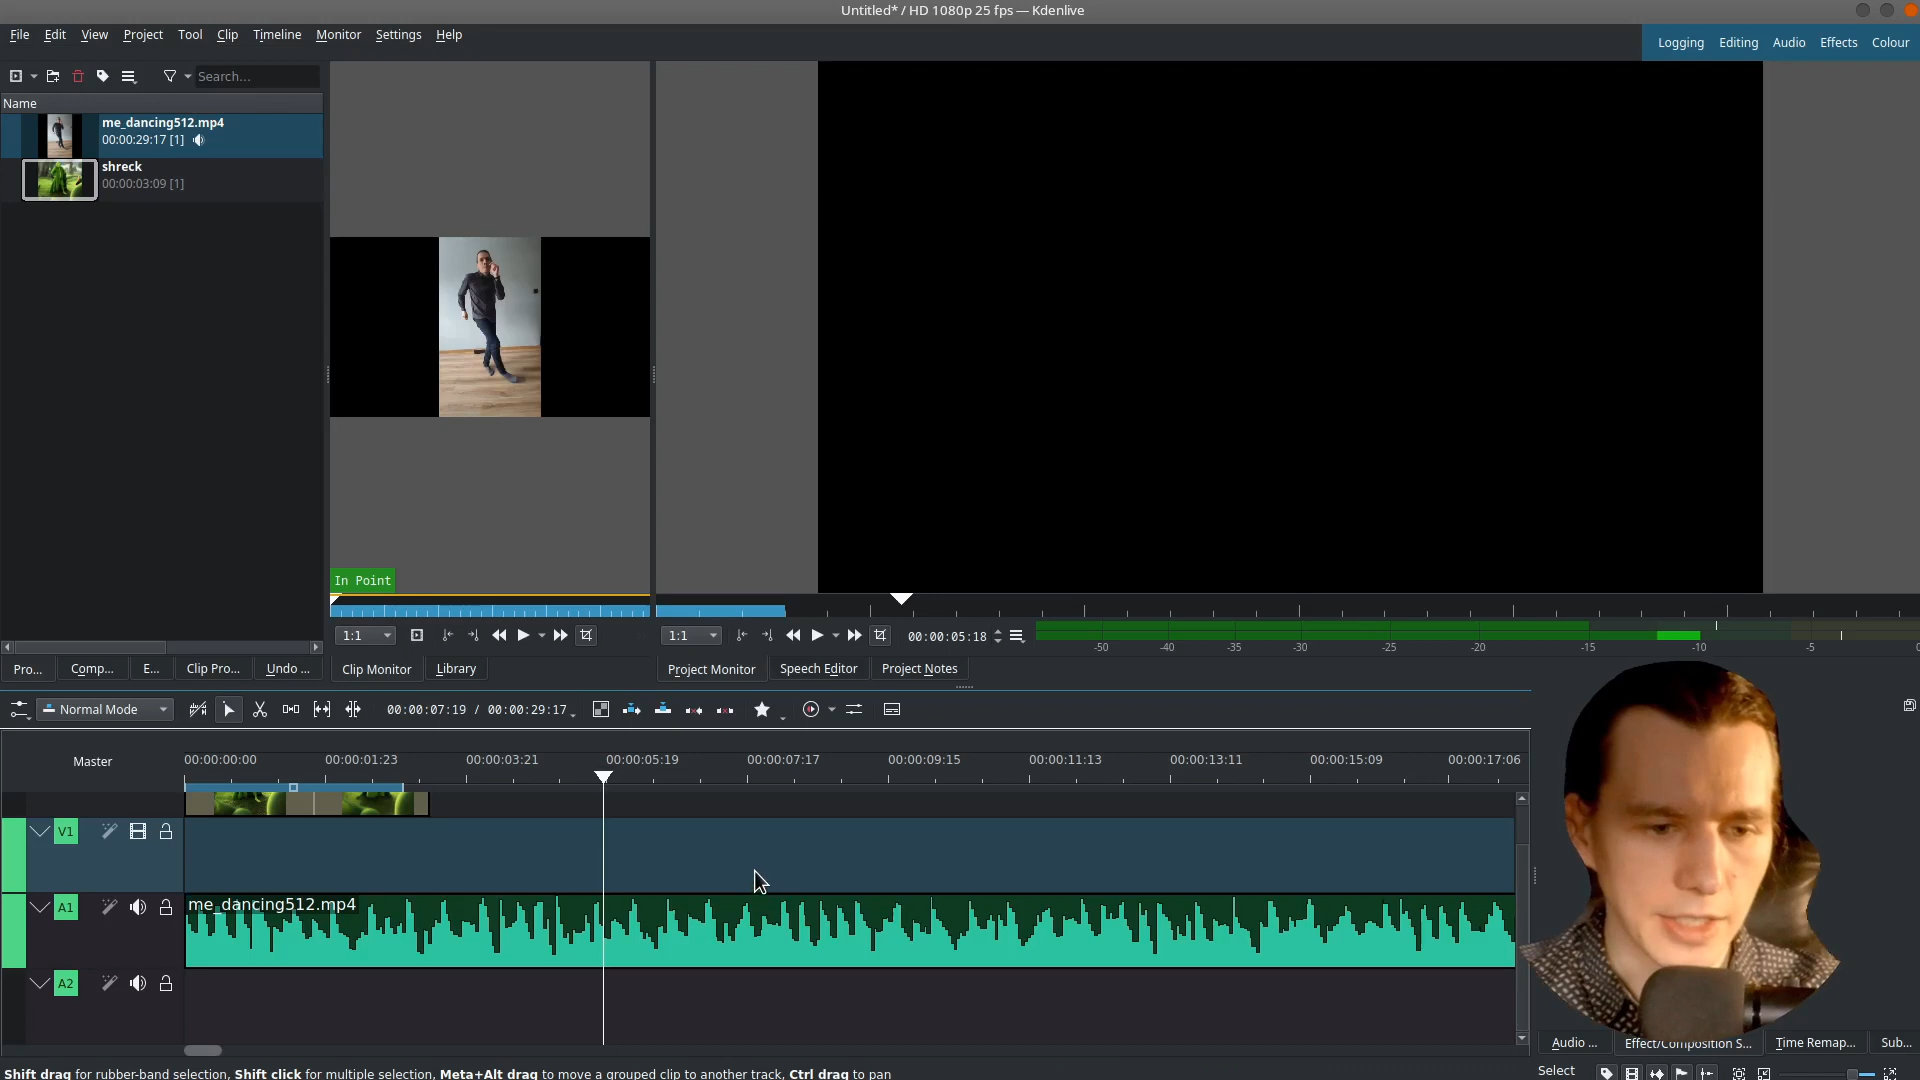 Untitled* / HD 1080p 25 fps — Kdenlive
File Edit View Project Tool Clip Timeline Monitor Settings Help
Logging Editing Audio Effects Colour
Search...
Name
me_dancing512.mp4
00:00:29:17 [1]
shreck
00:00:03:09 [1]
In Point
1:1
1:1
00:00:05:18
-50 -40 -35 -30 -25 -20 -15 -10 -5 0
Pro... Comp... E... Clip Pro... Undo ...
Clip Monitor Library
Project Monitor Speech Editor Project Notes
Normal Mode
00:00:07:19 / 00:00:29:17
Master
00:00:00:00 00:00:01:23 00:00:03:21 00:00:05:19 00:00:07:17 00:00:09:15 00:00:11:13 00:00:13:11 00:00:15:09 00:00:17:06
V1
A1
me_dancing512.mp4
A2
Audio ... Effect/Composition S... Time Remap... Sub...
Shift drag for rubber-band selection, Shift click for multiple selection, Meta+Alt drag to move a grouped clip to another track, Ctrl drag to pan
Select